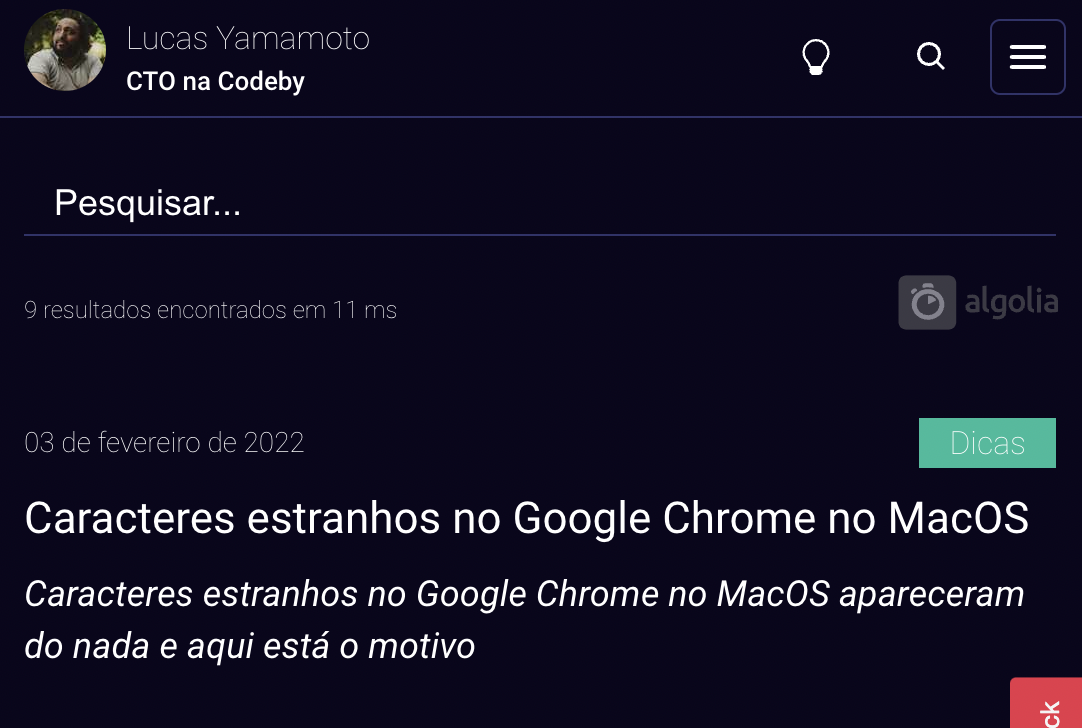 Lucas Yamamoto
CTO na Codeby
Pesquisar...
9 resultados encontrados em 11 ms
algolia
03 de fevereiro de 2022
Dicas
Caracteres estranhos no Google Chrome no MacOS
Caracteres estranhos no Google Chrome no MacOS apareceram
do nada e aqui está o motivo
ck